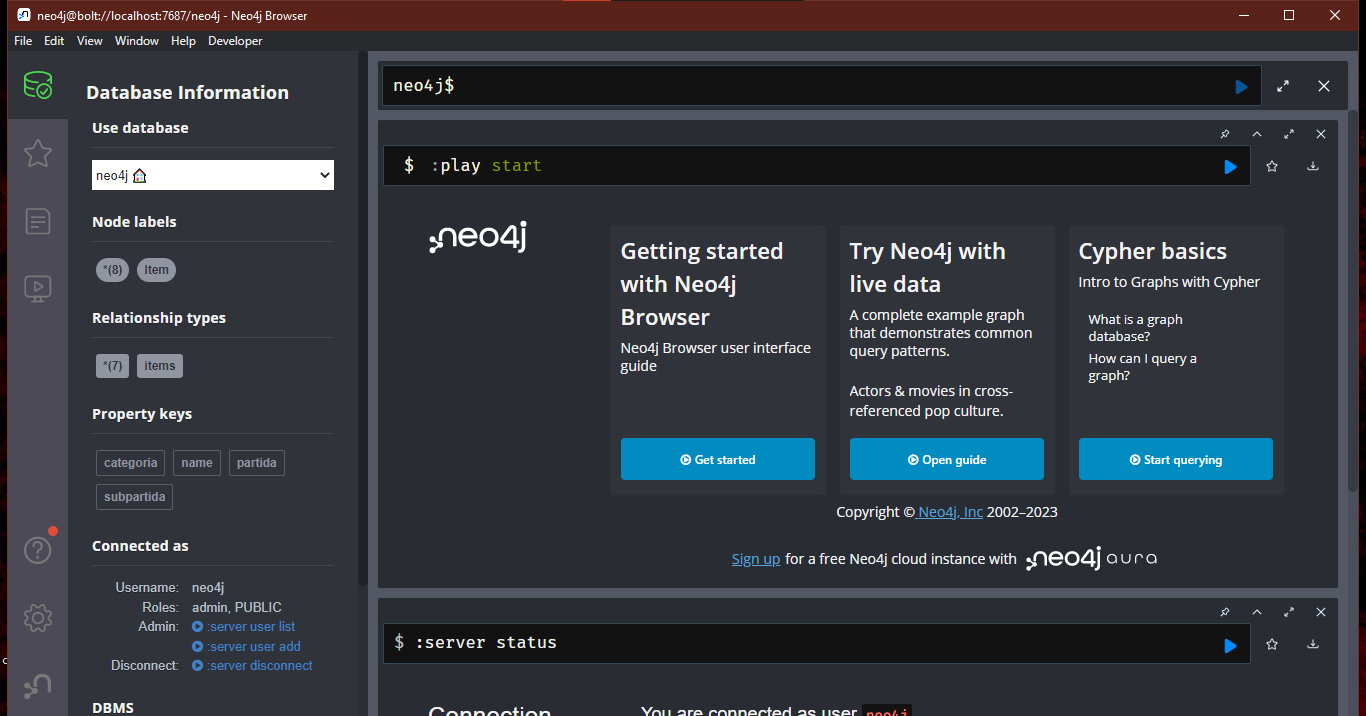 neo4j@bolt://localhost:7687/neo4j - Neo4j Browser
File Edit View Window Help Developer
Database Information
Use database
neo4j
Node labels
*(8) Item
Relationship types
*(7) items
Property keys
categoria name partida
subpartida
Connected as
Username: neo4j
Roles: admin, PUBLIC
Admin: :server user list
:server user add
Disconnect: :server disconnect
DBMS
neo4j$
$ :play start
neo4j
Getting started
with Neo4j
Browser
Neo4j Browser user interface
guide
Get started
Try Neo4j with
live data
A complete example graph
that demonstrates common
query patterns.
Actors & movies in cross-
referenced pop culture.
Open guide
Cypher basics
Intro to Graphs with Cypher
What is a graph
database?
How can I query a
graph?
Start querying
Copyright © Neo4j, Inc 2002–2023
Sign up for a free Neo4j cloud instance with neo4j aura
$ :server status
Connection
You are connected as user neo4j